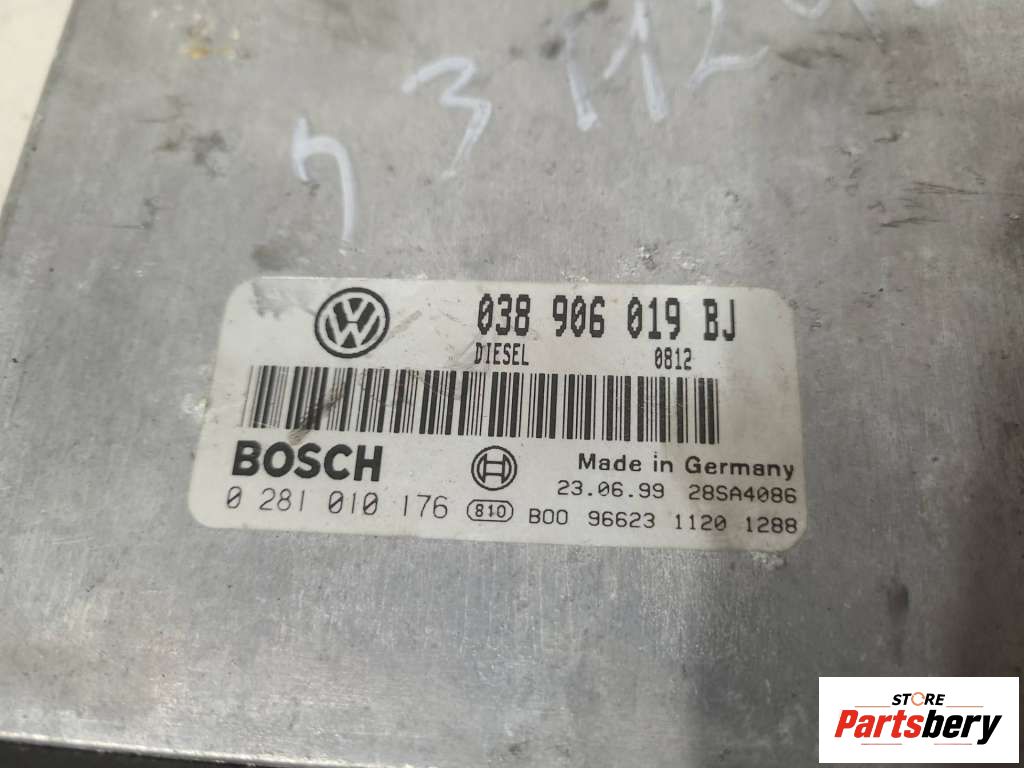 038 906 019 BJ
DIESEL 0812
BOSCH
Made in Germany
23.06.99 28SA4086
0 281 010 176 810 B00 96623 1120 1288
STORE
Partsbery